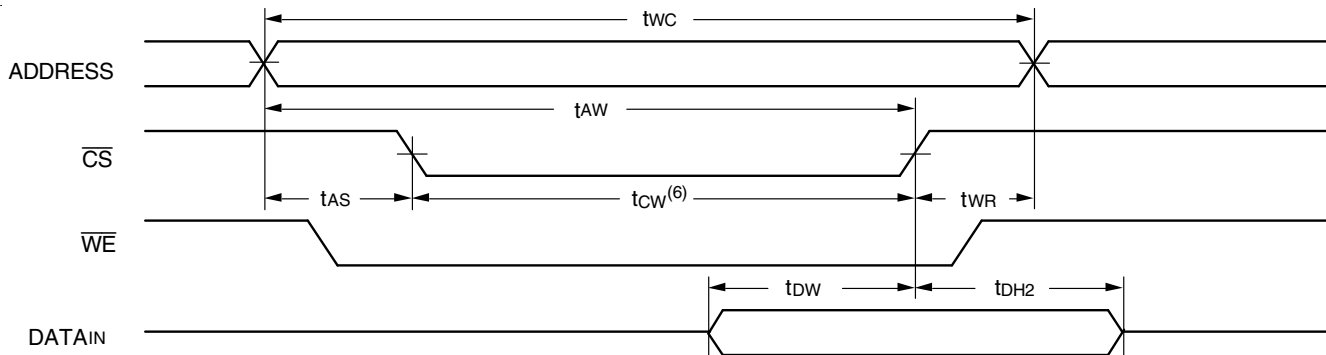 tWC
ADDRESS
tAW
CS
tAS
tCW(6)
tWR
WE
tDW
tDH2
DATAIN